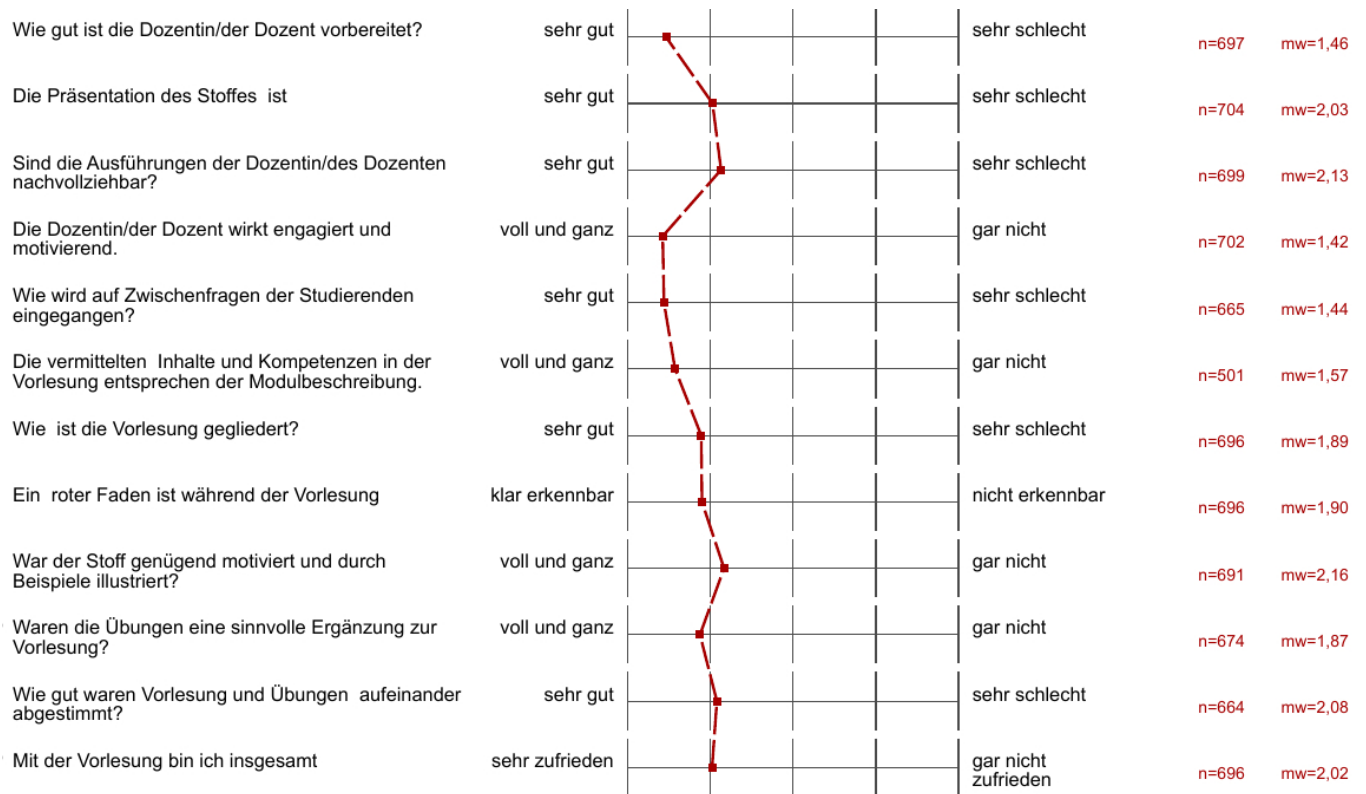 Wie gut ist die Dozentin/der Dozent vorbereitet? sehr gut sehr schlecht n=697 mw=1,46
Die Präsentation des Stoffes ist sehr gut sehr schlecht n=704 mw=2,03
Sind die Ausführungen der Dozentin/des Dozenten sehr gut sehr schlecht
nachvollziehbar? n=699 mw=2,13
Die Dozentin/der Dozent wirkt engagiert und voll und ganz gar nicht
motivierend. n=702 mw=1,42
Wie wird auf Zwischenfragen der Studierenden sehr gut sehr schlecht
eingegangen? n=665 mw=1,44
Die vermittelten Inhalte und Kompetenzen in der voll und ganz gar nicht
Vorlesung entsprechen der Modulbeschreibung. n=501 mw=1,57
Wie ist die Vorlesung gegliedert? sehr gut sehr schlecht n=696 mw=1,89
Ein roter Faden ist während der Vorlesung klar erkennbar nicht erkennbar n=696 mw=1,90
War der Stoff genügend motiviert und durch voll und ganz gar nicht
Beispiele illustriert? n=691 mw=2,16
Waren die Übungen eine sinnvolle Ergänzung zur voll und ganz gar nicht
Vorlesung? n=674 mw=1,87
Wie gut waren Vorlesung und Übungen aufeinander sehr gut sehr schlecht
abgestimmt? n=664 mw=2,08
Mit der Vorlesung bin ich insgesamt sehr zufrieden gar nicht
zufrieden n=696 mw=2,02